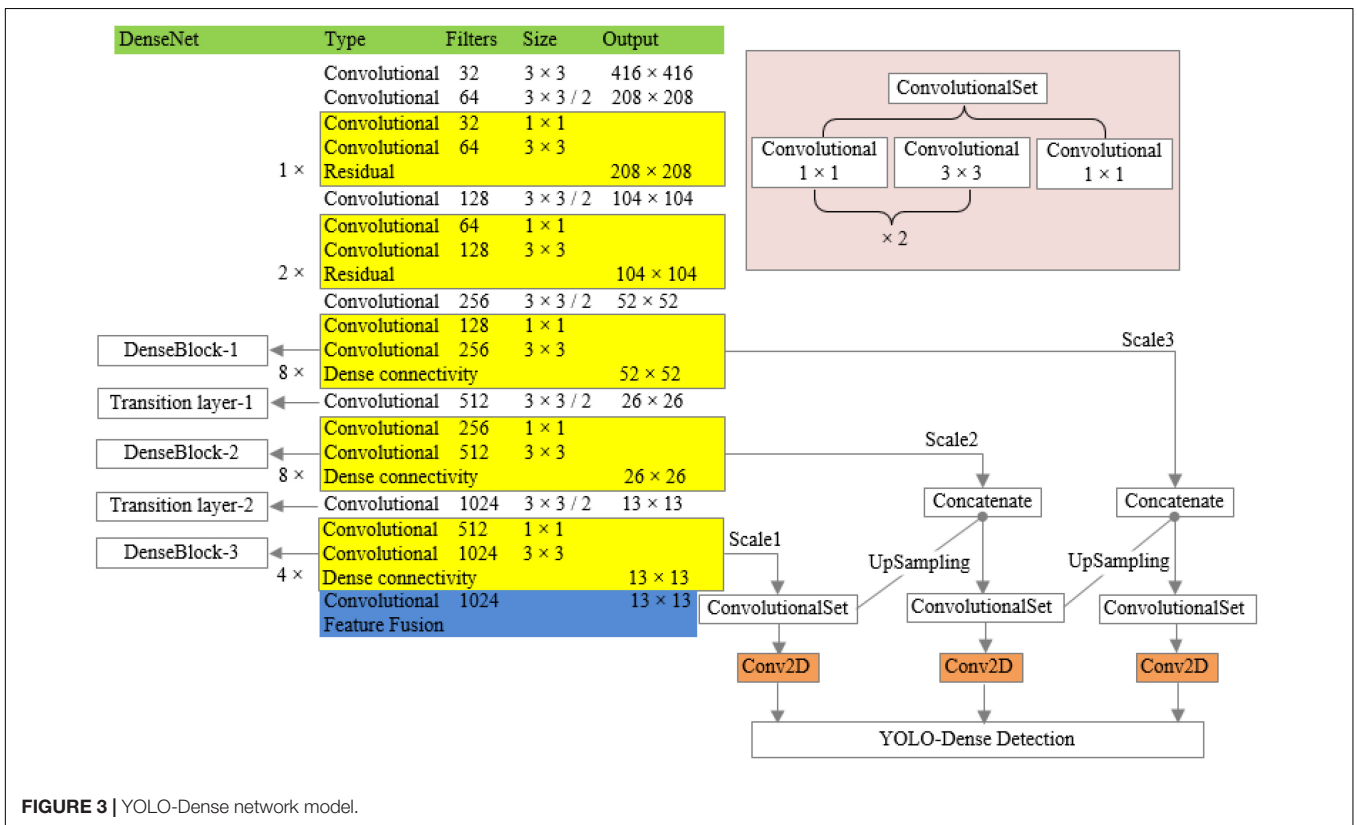 DenseNet Type Filters Size Output
Convolutional 32 3 × 3 416 × 416
Convolutional 64 3 × 3 / 2 208 × 208
Convolutional 32 1 × 1
Convolutional 64 3 × 3
1 × Residual 208 × 208
Convolutional 128 3 × 3 / 2 104 × 104
Convolutional 64 1 × 1
Convolutional 128 3 × 3
2 × Residual 104 × 104
Convolutional 256 3 × 3 / 2 52 × 52
Convolutional 128 1 × 1
DenseBlock-1 Convolutional 256 3 × 3
8 × Dense connectivity 52 × 52
Transition layer-1 Convolutional 512 3 × 3 / 2 26 × 26
Convolutional 256 1 × 1
DenseBlock-2 Convolutional 512 3 × 3
8 × Dense connectivity 26 × 26
Transition layer-2 Convolutional 1024 3 × 3 / 2 13 × 13
Convolutional 512 1 × 1
DenseBlock-3 Convolutional 1024 3 × 3
4 × Dense connectivity 13 × 13
Convolutional 1024 13 × 13
Feature Fusion
ConvolutionalSet
Convolutional Convolutional Convolutional
1 × 1 3 × 3 1 × 1
× 2
Scale3
Scale2
Concatenate Concatenate
Scale1
UpSampling UpSampling
ConvolutionalSet ConvolutionalSet ConvolutionalSet
Conv2D Conv2D Conv2D
YOLO-Dense Detection
FIGURE 3 | YOLO-Dense network model.